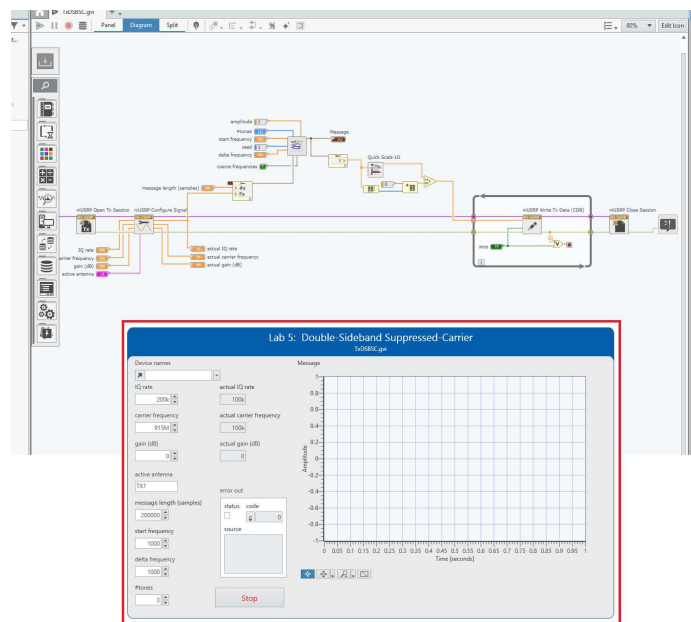 TxDSBSC.gvi
Panel Diagram Split
80% Edit Icon
amplitude 1
#tones
start frequency
seed 1
delta frequency
coerce frequencies
Message
Quick Scale 1D
message length (samples)
niUSRP Open Tx Session niUSRP Configure Signal
niUSRP Write Tx Data (CDB) niUSRP Close Session
Tx
IQ rate
carrier frequency
gain (dB)
active antenna
actual IQ rate
actual carrier frequency
actual gain (dB)
stop
Lab 5: Double-Sideband Suppressed-Carrier
TxDSBSC.gvi
Device names Message
IQ rate actual IQ rate
200k 100k
carrier frequency actual carrier frequency
915M 100k
gain (dB) actual gain (dB)
0 0
active antenna
TX1
error out
message length (samples)
200000
status code
0
source
start frequency
1000
delta frequency
1000
#tones
3
Stop
1
0.8
0.6
0.4
0.2
0
-0.2
-0.4
-0.6
-0.8
-1
Amplitude
0 0.05 0.1 0.15 0.2 0.25 0.3 0.35 0.4 0.45 0.5 0.55 0.6 0.65 0.7 0.75 0.8 0.85 0.9 0.95 1
Time [seconds]